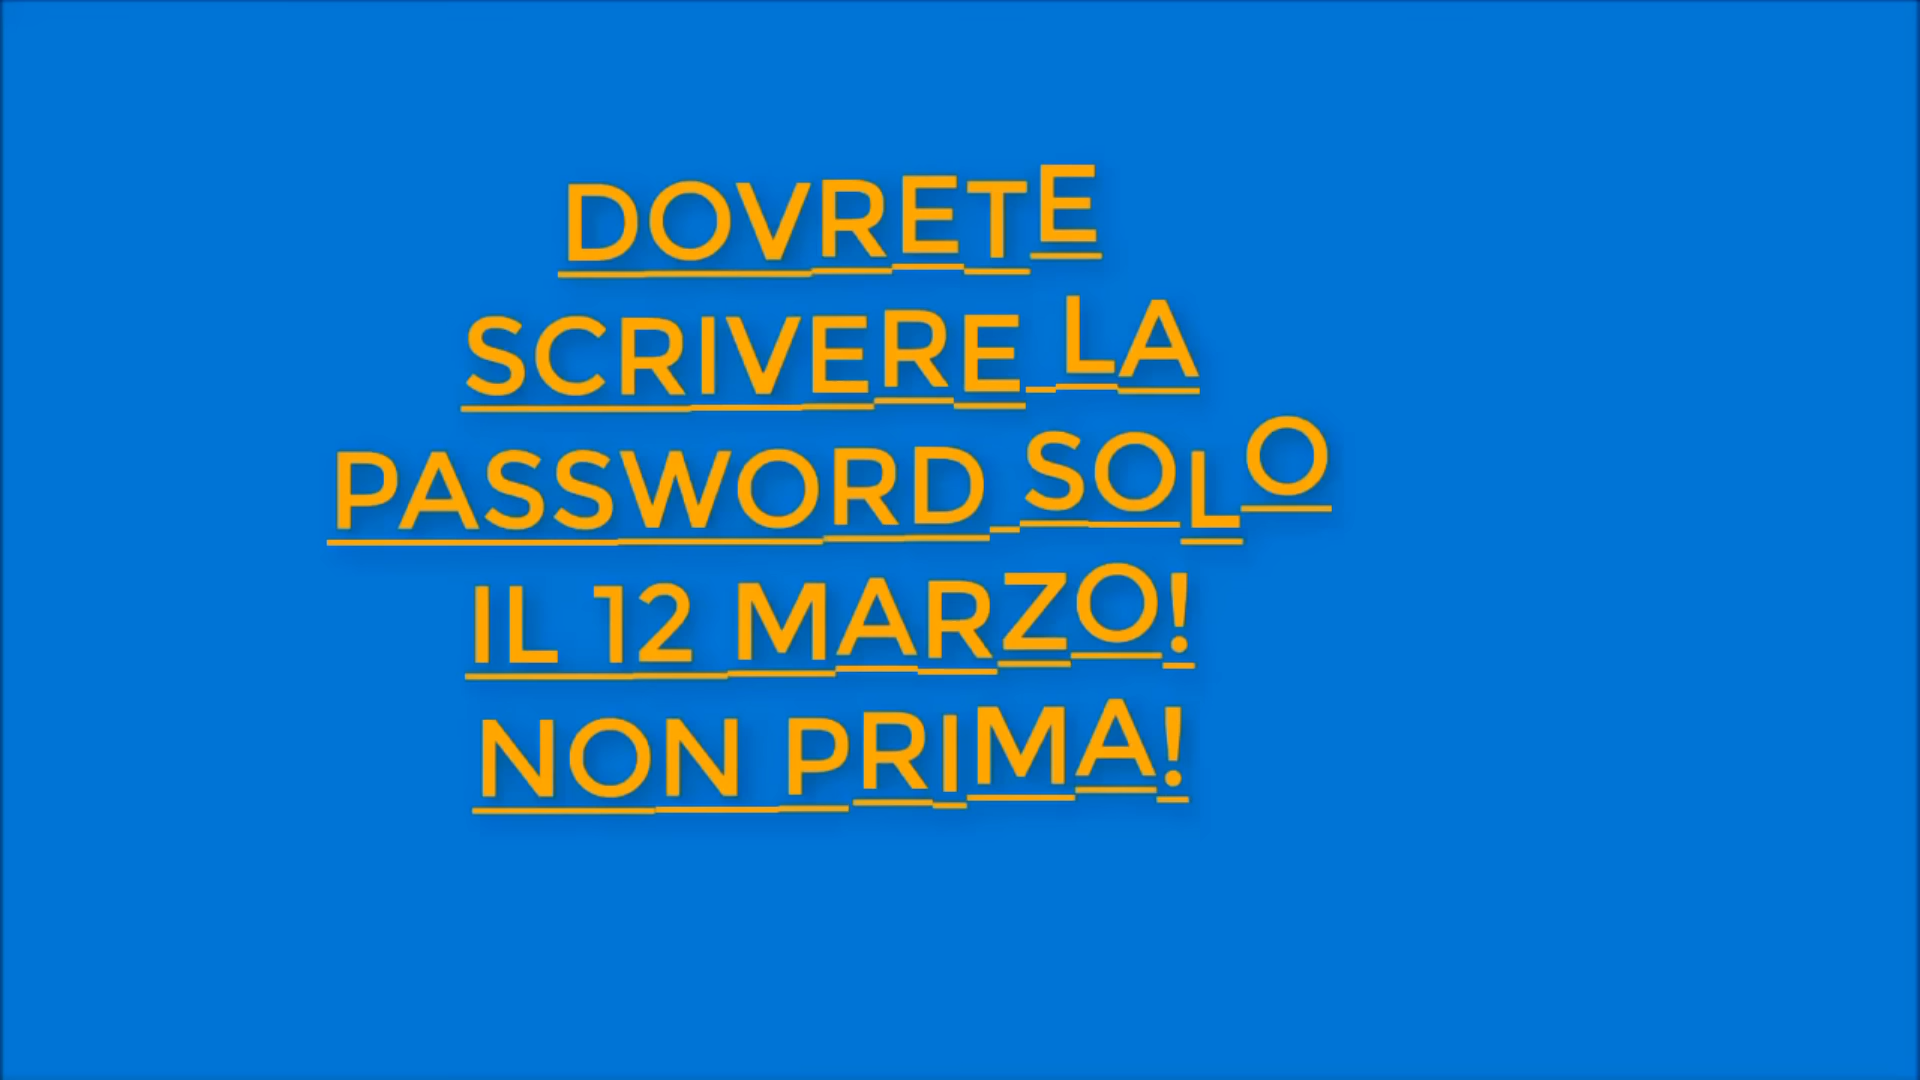 DOVRETE
SCRIVERE LA
PASSWORD SOLO
IL 12 MARZO!
NON PRIMA!